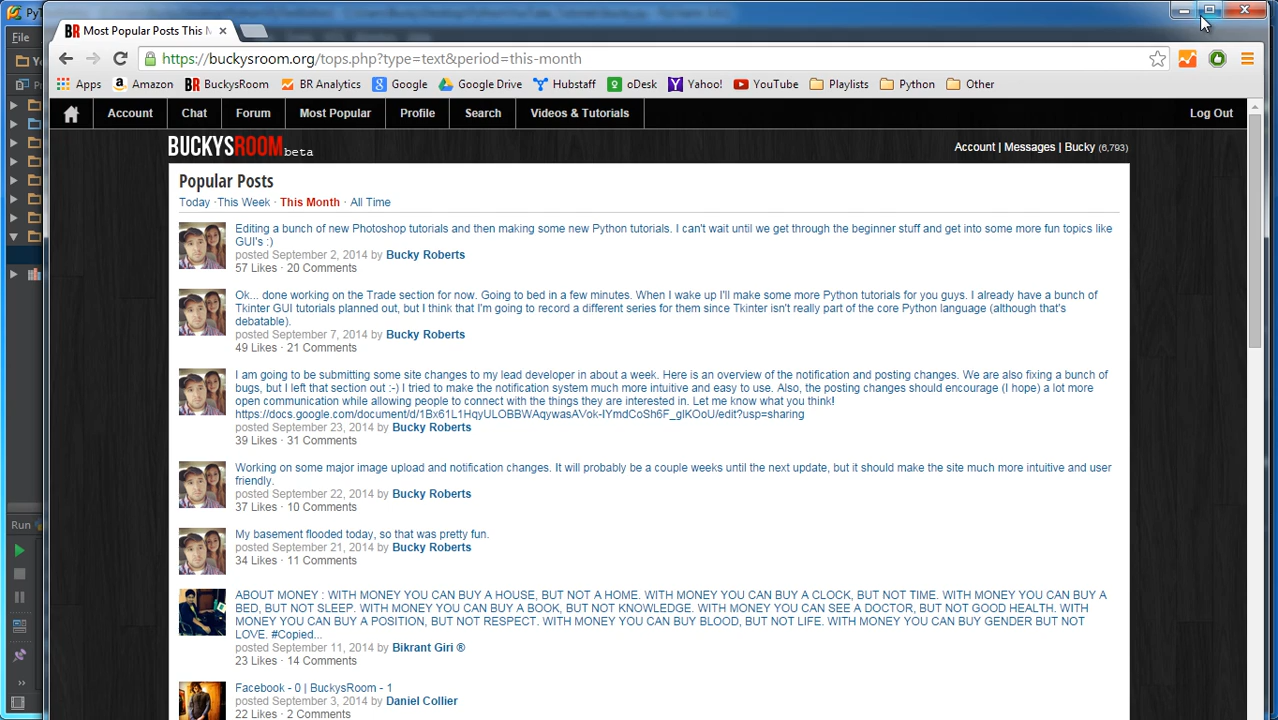 PyT
Most Popular Posts This M
File
https://buckysroom.org/tops.php?type=text&period=this-month
Apps Amazon BR BuckysRoom BR Analytics Google Google Drive Hubstaff oDesk Yahoo! YouTube Playlists Python Other
Account Chat Forum Most Popular Profile Search Videos & Tutorials Log Out
BUCKYSROOM beta
Account | Messages | Bucky (6,793)
Popular Posts
Today · This Week · This Month · All Time
Editing a bunch of new Photoshop tutorials and then making some new Python tutorials. I can't wait until we get through the beginner stuff and get into some more fun topics like
GUI's :)
posted September 2, 2014 by Bucky Roberts
57 Likes · 20 Comments
Ok... done working on the Trade section for now. Going to bed in a few minutes. When I wake up I'll make some more Python tutorials for you guys. I already have a bunch of
Tkinter GUI tutorials planned out, but I think that I'm going to record a different series for them since Tkinter isn't really part of the core Python language (although that's
debatable).
posted September 7, 2014 by Bucky Roberts
49 Likes · 21 Comments
I am going to be submitting some site changes to my lead developer in about a week. Here is an overview of the notification and posting changes. We are also fixing a bunch of
bugs, but I left that section out :-) I tried to make the notification system much more intuitive and easy to use. Also, the posting changes should encourage (I hope) a lot more
open communication while allowing people to connect with the things they are interested in. Let me know what you think!
https://docs.google.com/document/d/1Bx61L1HqyULOBBWAqywasAVok-IYmdCoSh6F_glKOoU/edit?usp=sharing
posted September 23, 2014 by Bucky Roberts
39 Likes · 31 Comments
Working on some major image upload and notification changes. It will probably be a couple weeks until the next update, but it should make the site much more intuitive and user
friendly.
posted September 22, 2014 by Bucky Roberts
37 Likes · 10 Comments
My basement flooded today, so that was pretty fun.
posted September 21, 2014 by Bucky Roberts
34 Likes · 11 Comments
ABOUT MONEY : WITH MONEY YOU CAN BUY A HOUSE, BUT NOT A HOME. WITH MONEY YOU CAN BUY A CLOCK, BUT NOT TIME. WITH MONEY YOU CAN BUY A
BED, BUT NOT SLEEP. WITH MONEY YOU CAN BUY A BOOK, BUT NOT KNOWLEDGE. WITH MONEY YOU CAN SEE A DOCTOR, BUT NOT GOOD HEALTH. WITH
MONEY YOU CAN BUY A POSITION, BUT NOT RESPECT. WITH MONEY YOU CAN BUY BLOOD, BUT NOT LIFE. WITH MONEY YOU CAN BUY GENDER BUT NOT
LOVE. #Copied...
posted September 11, 2014 by Bikrant Giri ®
23 Likes · 14 Comments
Facebook - 0 | BuckysRoom - 1
posted September 3, 2014 by Daniel Collier
22 Likes · 2 Comments
Run